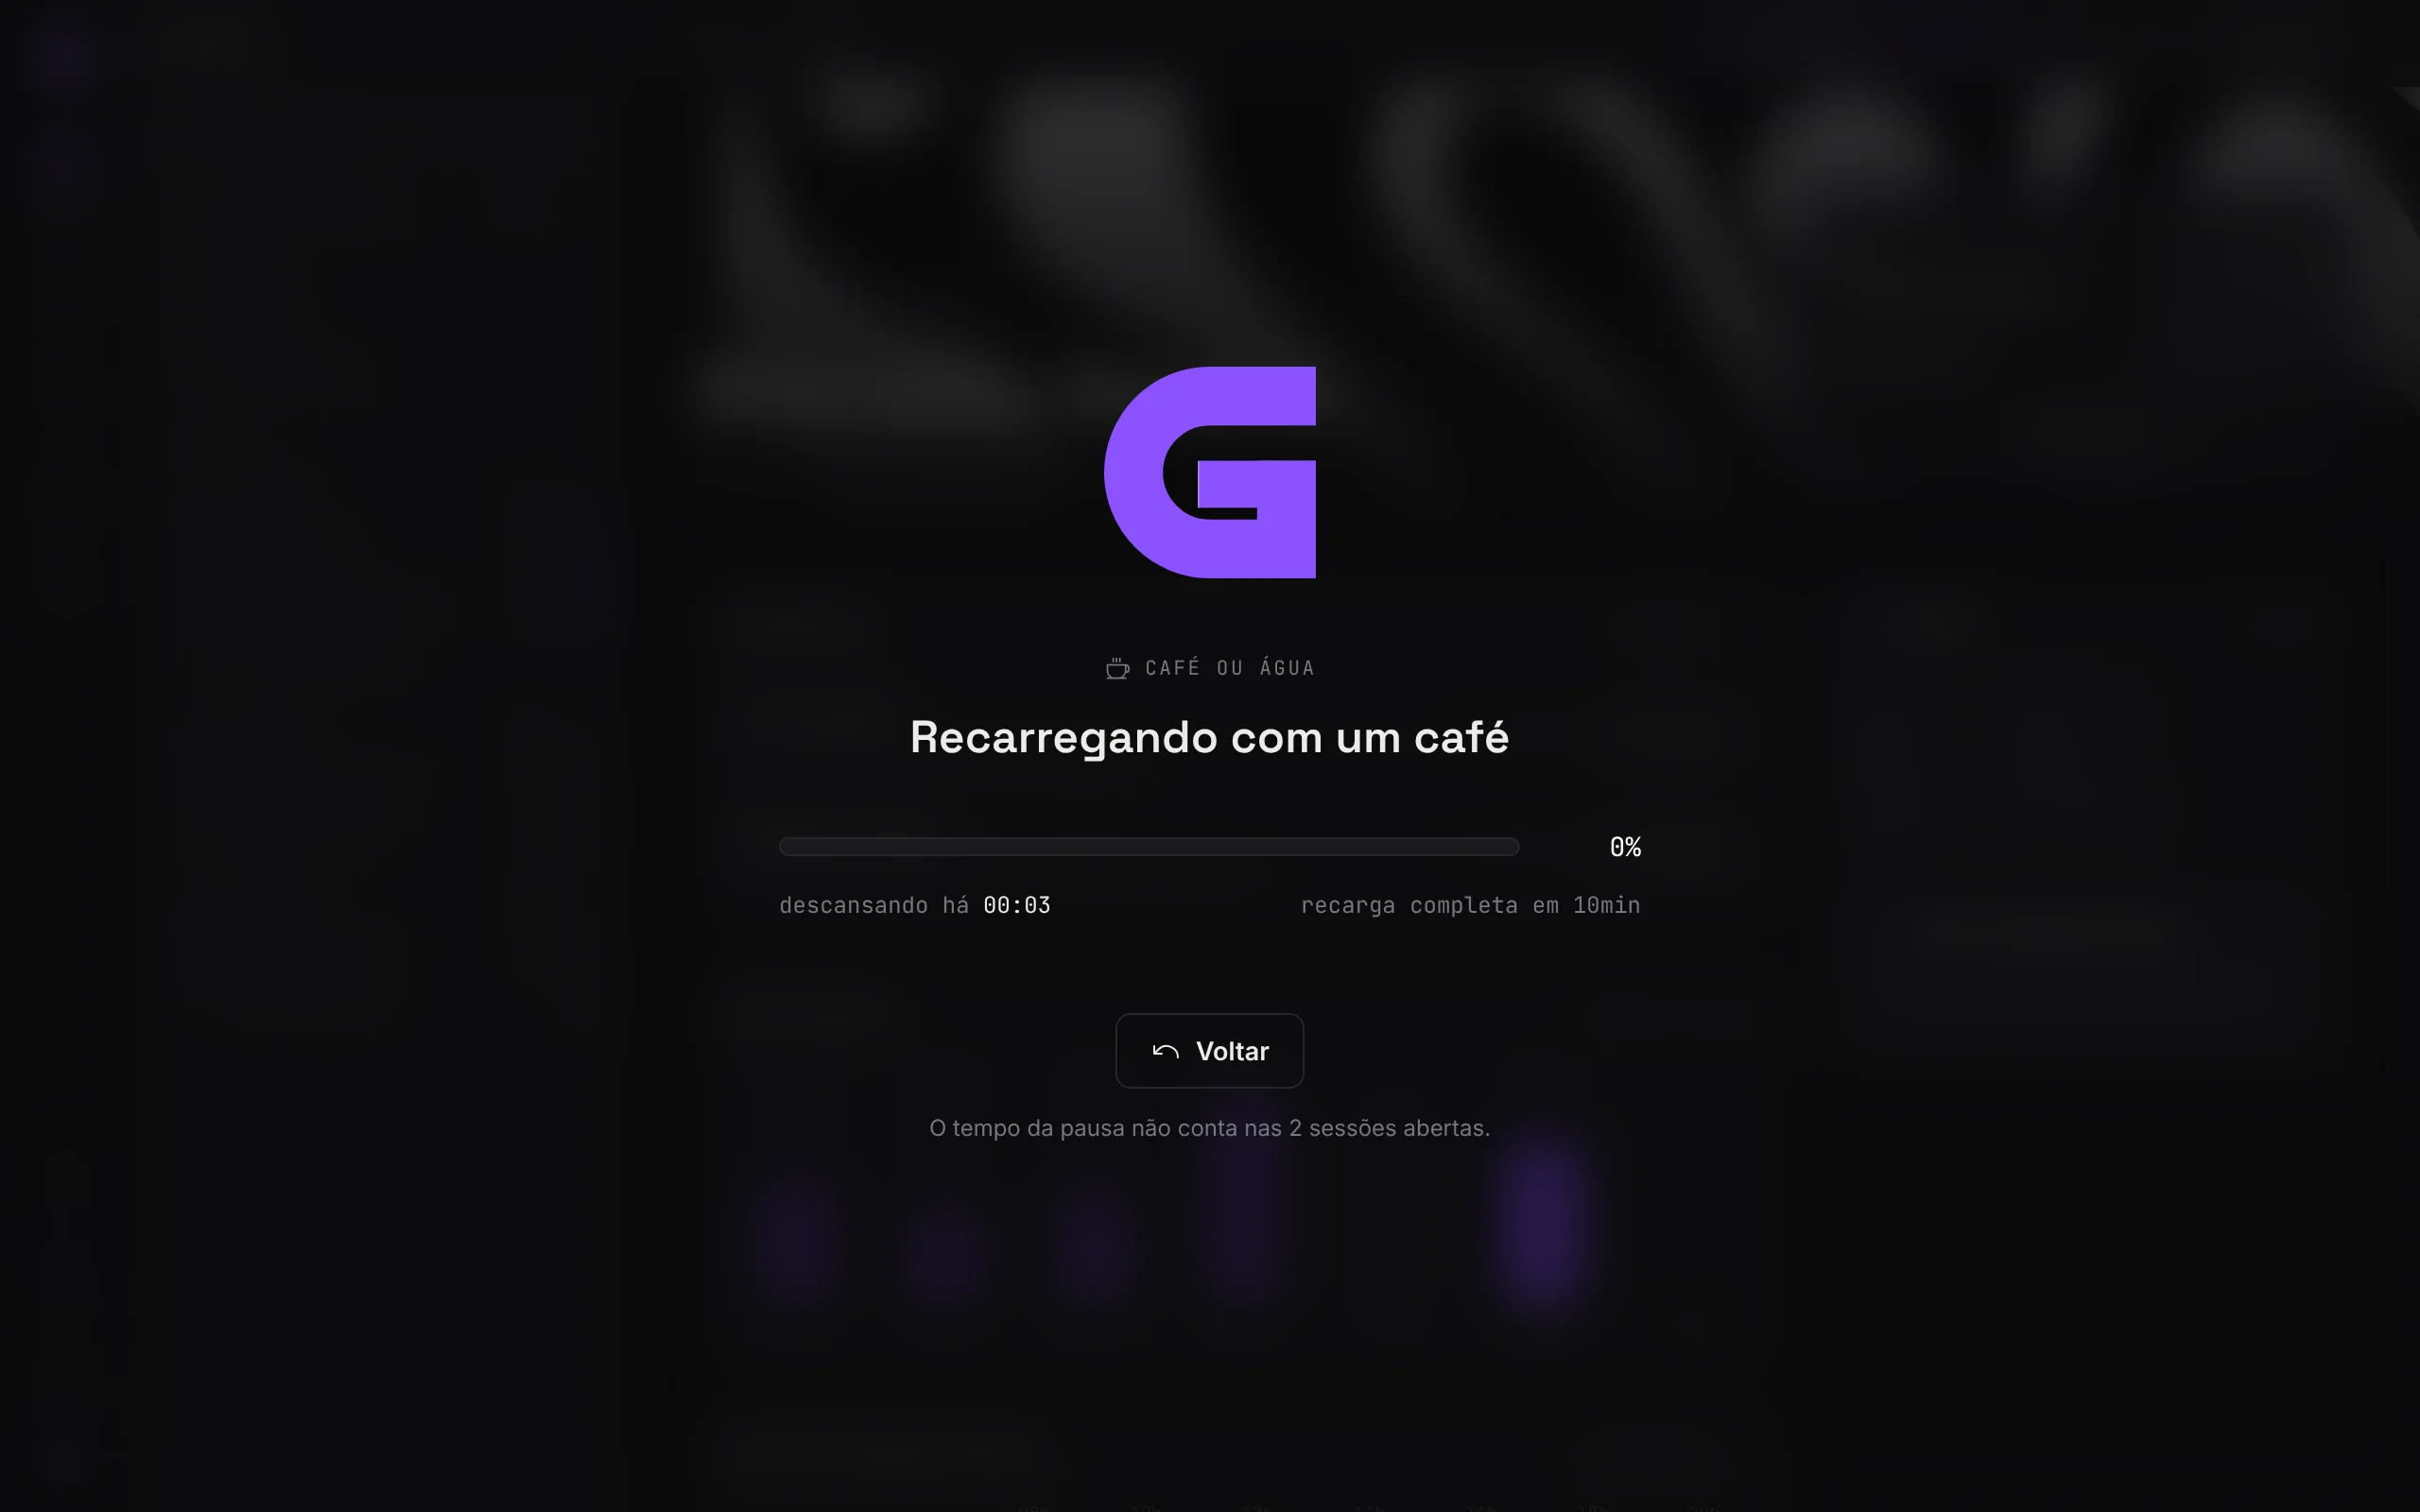 G
CAFÉ OU ÁGUA
Recarregando com um café
0%
descansando há 00:03
recarga completa em 10min
Voltar
O tempo da pausa não conta nas 2 sessões abertas.